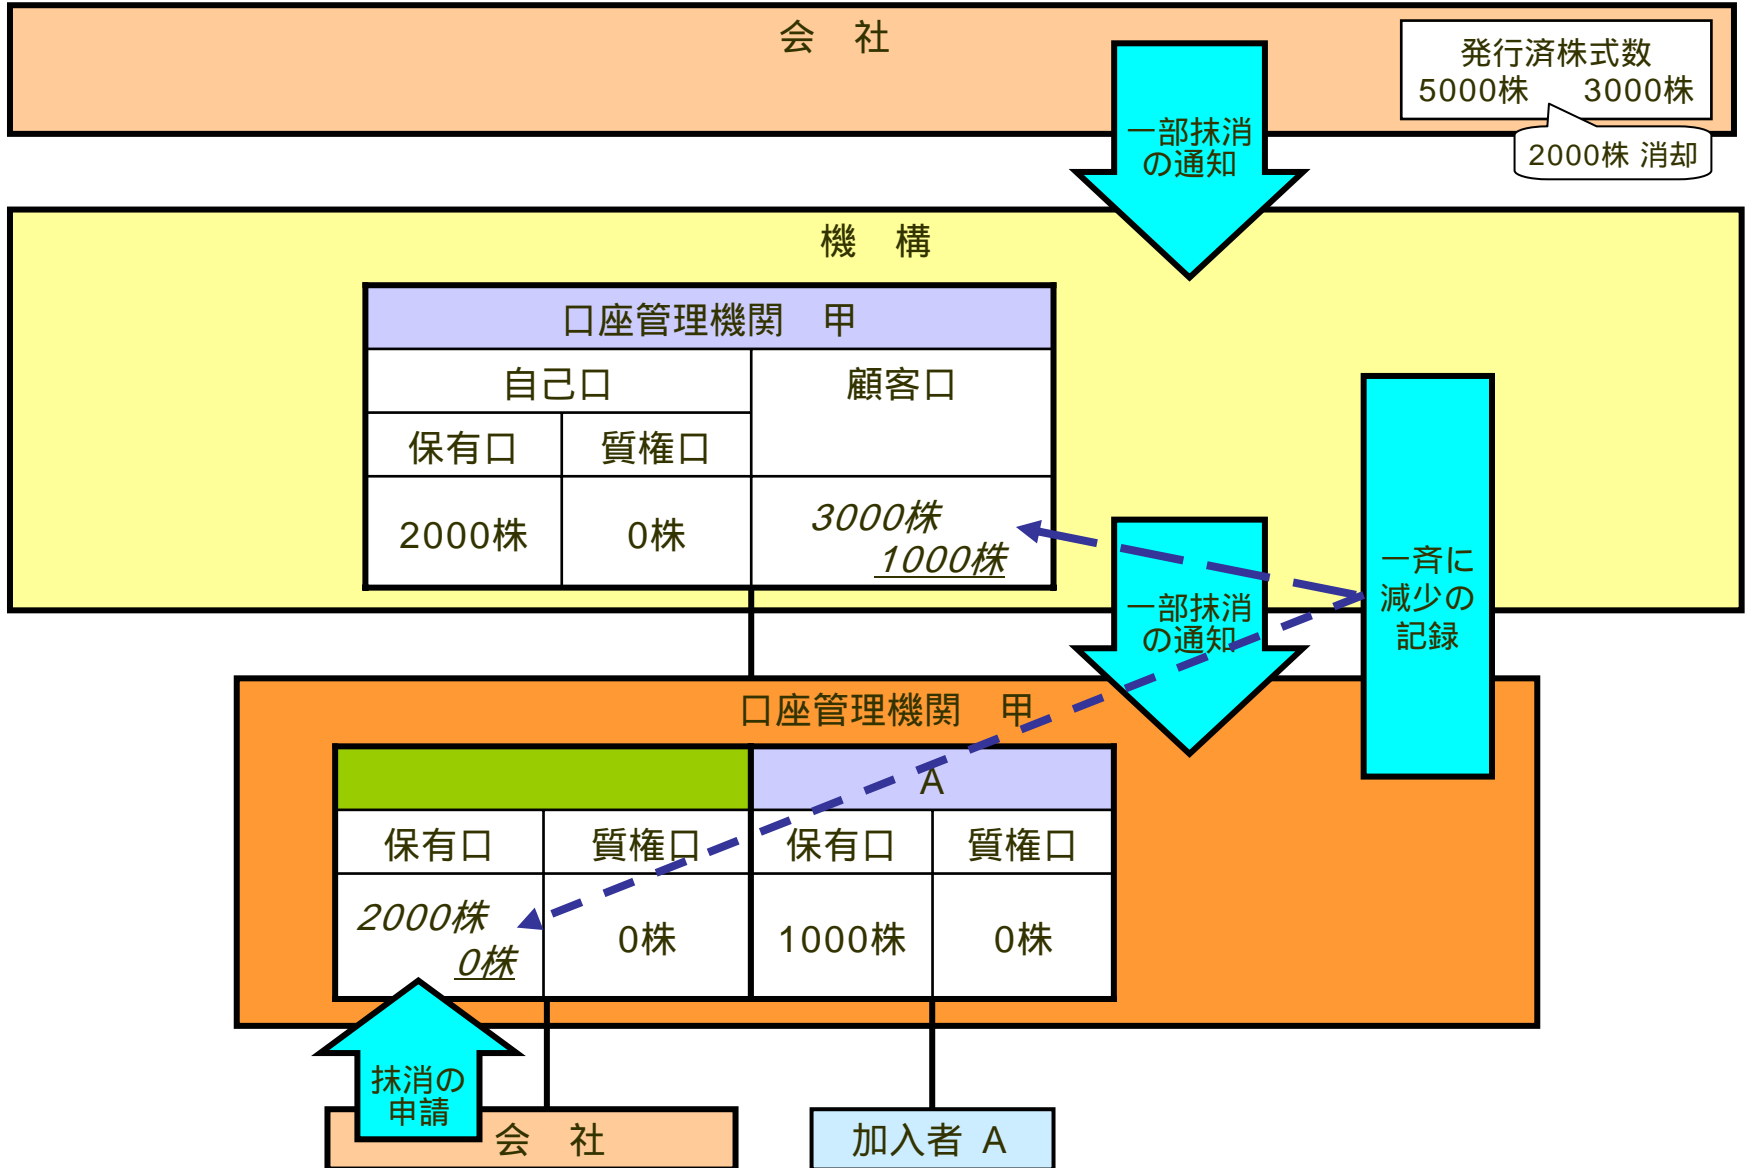 会　社
発行済株式数
5000株　3000株
2000株 消却
一部抹消
の通知
機　構
口座管理機関　甲
自己口
顧客口
保有口
質権口
2000株
0株
3000株
1000株
一部抹消
の通知
一斉に
減少の
記録
口座管理機関　甲
A
保有口
質権口
保有口
質権口
2000株
0株
0株
1000株
0株
抹消の
申請
会　社
加入者 A